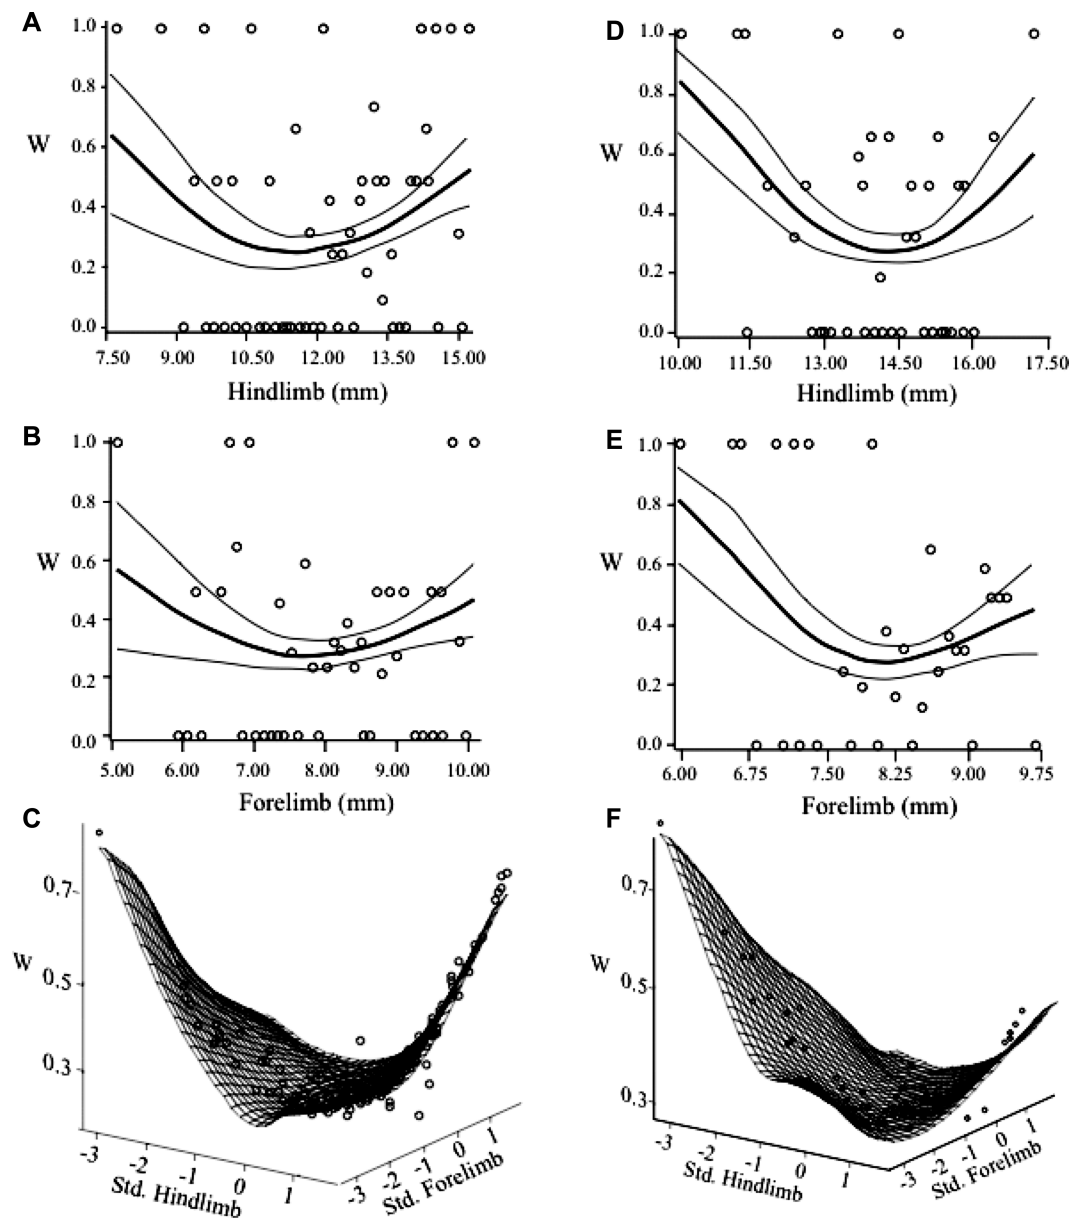 A
1.0
0.8
0.6
W
0.4
0.2
0.0
7.50 9.00 10.50 12.00 13.50 15.00
Hindlimb (mm)
D
1.0
0.8
0.6
W
0.4
0.2
0.0
10.00 11.50 13.00 14.50 16.00 17.50
Hindlimb (mm)
B
1.0
0.8
0.6
W
0.4
0.2
0.0
5.00 6.00 7.00 8.00 9.00 10.00
Forelimb (mm)
E
1.0
0.8
0.6
W
0.4
0.2
0.0
6.00 6.75 7.50 8.25 9.00 9.75
Forelimb (mm)
C
0.7
W
0.5
0.3
-3 -2 -1 0 1
Std. Hindlimb
-3 -2 -1 0 1
Std. Forelimb
F
0.7
W
0.5
0.3
-3 -2 -1 0 1
Std. Hindlimb
-3 -2 -1 0 1
Std. Forelimb